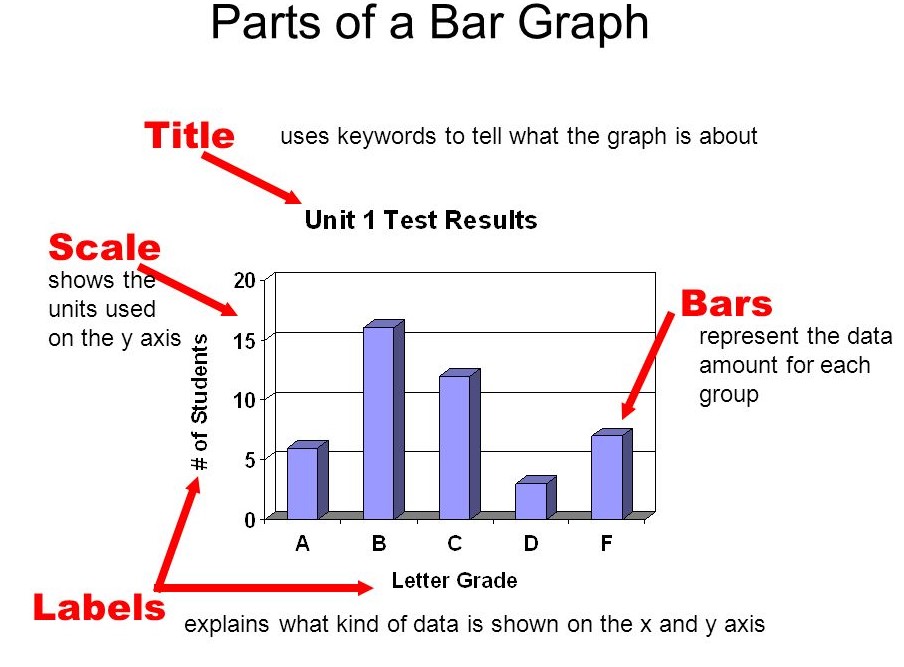 Parts of a Bar Graph
Title
uses keywords to tell what the graph is about
Unit 1 Test Results
Scale
shows the
units used
on the y axis
# of Students
20
15
10
5
0
A B C D F
Letter Grade
Bars
represent the data
amount for each
group
Labels
explains what kind of data is shown on the x and y axis